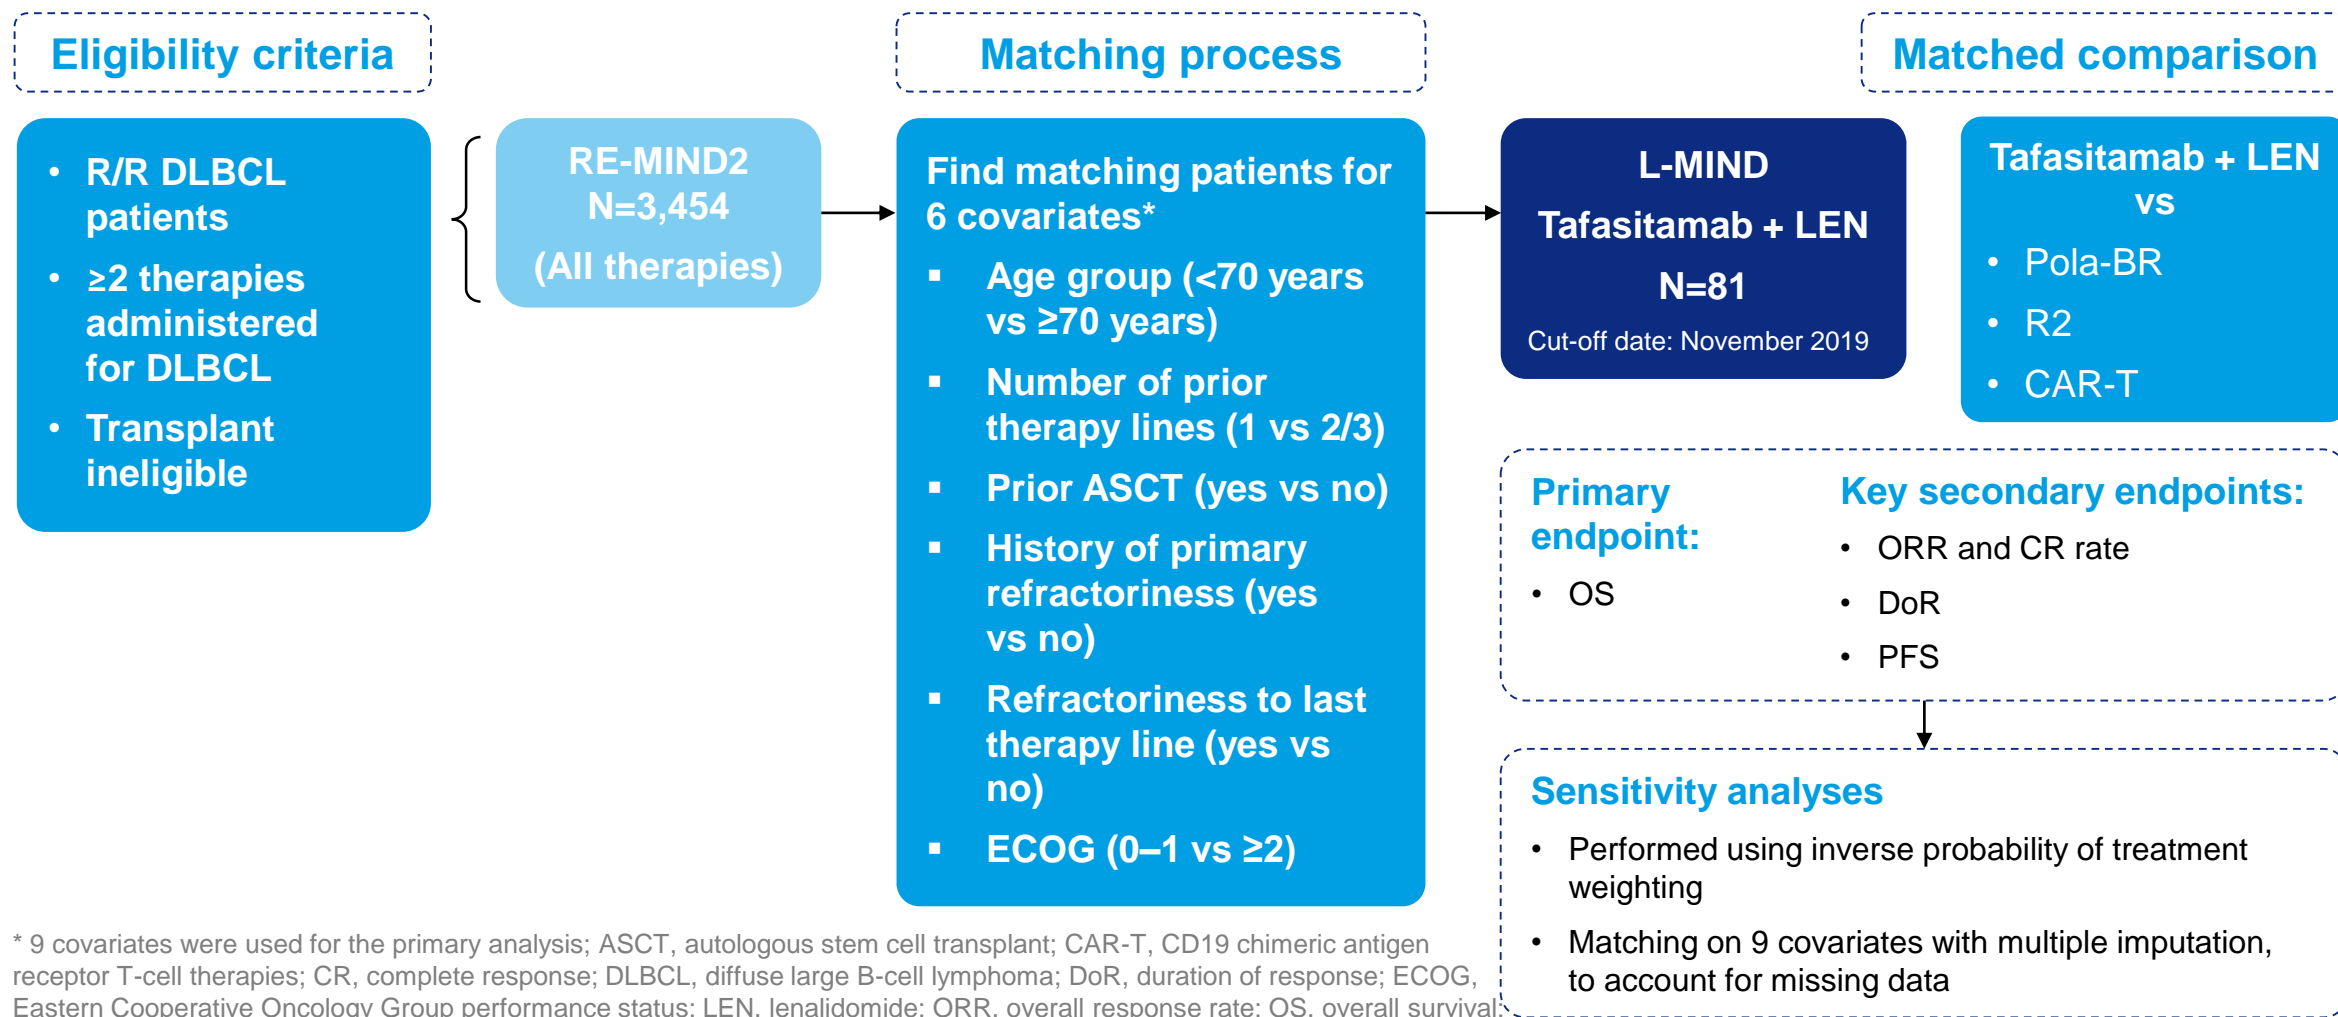 Eligibility criteria
• R/R DLBCL
patients
• ≥2 therapies
administered
for DLBCL
• Transplant
ineligible
RE-MIND2
N=3,454
(All therapies)
Matching process
Find matching patients for
6 covariates*
▪ Age group (<70 years
vs ≥70 years)
▪ Number of prior
therapy lines (1 vs 2/3)
▪ Prior ASCT (yes vs no)
▪ History of primary
refractoriness (yes
vs no)
▪ Refractoriness to last
therapy line (yes vs
no)
▪ ECOG (0–1 vs ≥2)
L-MIND
Tafasitamab + LEN
N=81
Cut-off date: November 2019
Matched comparison
Tafasitamab + LEN
vs
• Pola-BR
• R2
• CAR-T
Primary
endpoint:
• OS
Key secondary endpoints:
• ORR and CR rate
• DoR
• PFS
Sensitivity analyses
• Performed using inverse probability of treatment
weighting
• Matching on 9 covariates with multiple imputation,
to account for missing data
* 9 covariates were used for the primary analysis; ASCT, autologous stem cell transplant; CAR-T, CD19 chimeric antigen
receptor T-cell therapies; CR, complete response; DLBCL, diffuse large B-cell lymphoma; DoR, duration of response; ECOG,
Eastern Cooperative Oncology Group performance status; LEN, lenalidomide; ORR, overall response rate; OS, overall survival;